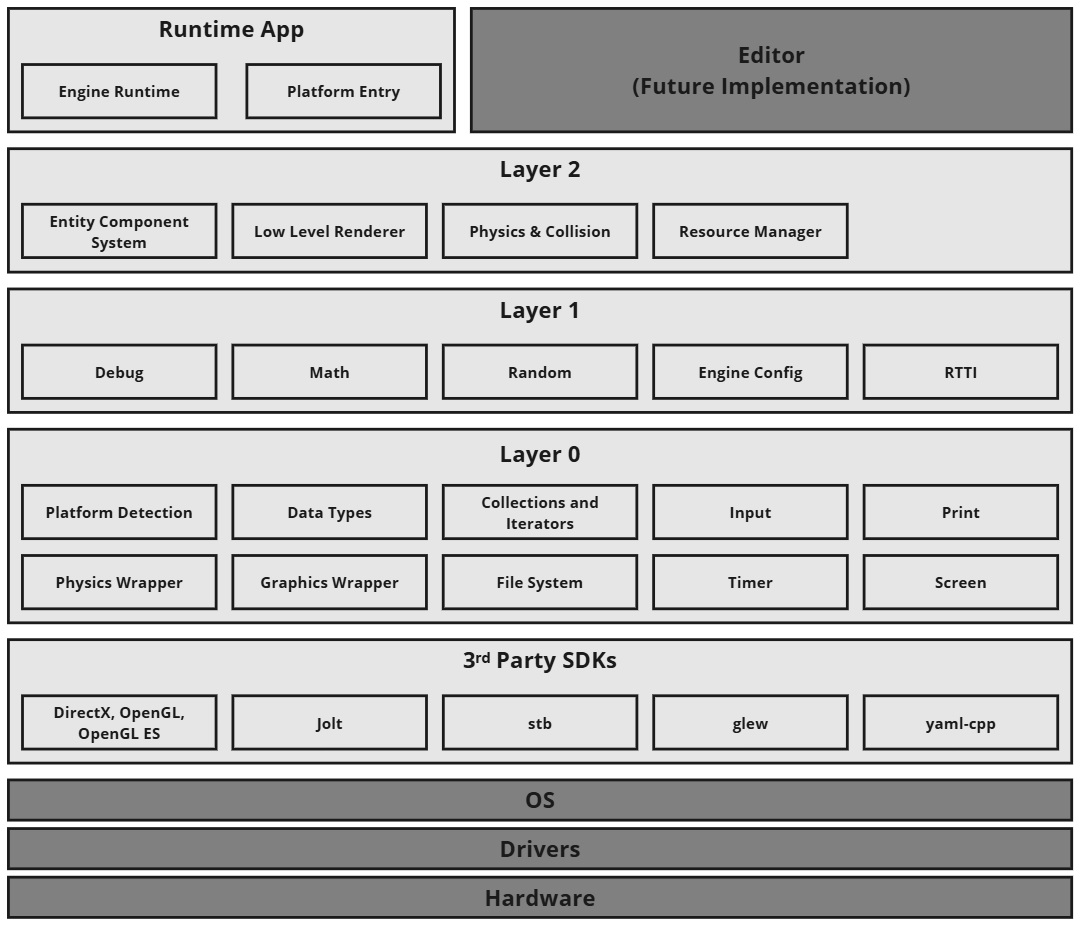 Runtime App
Engine Runtime
Platform Entry
Editor
(Future Implementation)
Layer 2
Entity Component
System
Low Level Renderer
Physics & Collision
Resource Manager
Layer 1
Debug
Math
Random
Engine Config
RTTI
Layer 0
Platform Detection
Data Types
Collections and
Iterators
Input
Print
Physics Wrapper
Graphics Wrapper
File System
Timer
Screen
3rd Party SDKs
DirectX, OpenGL,
OpenGL ES
Jolt
stb
glew
yaml-cpp
OS
Drivers
Hardware